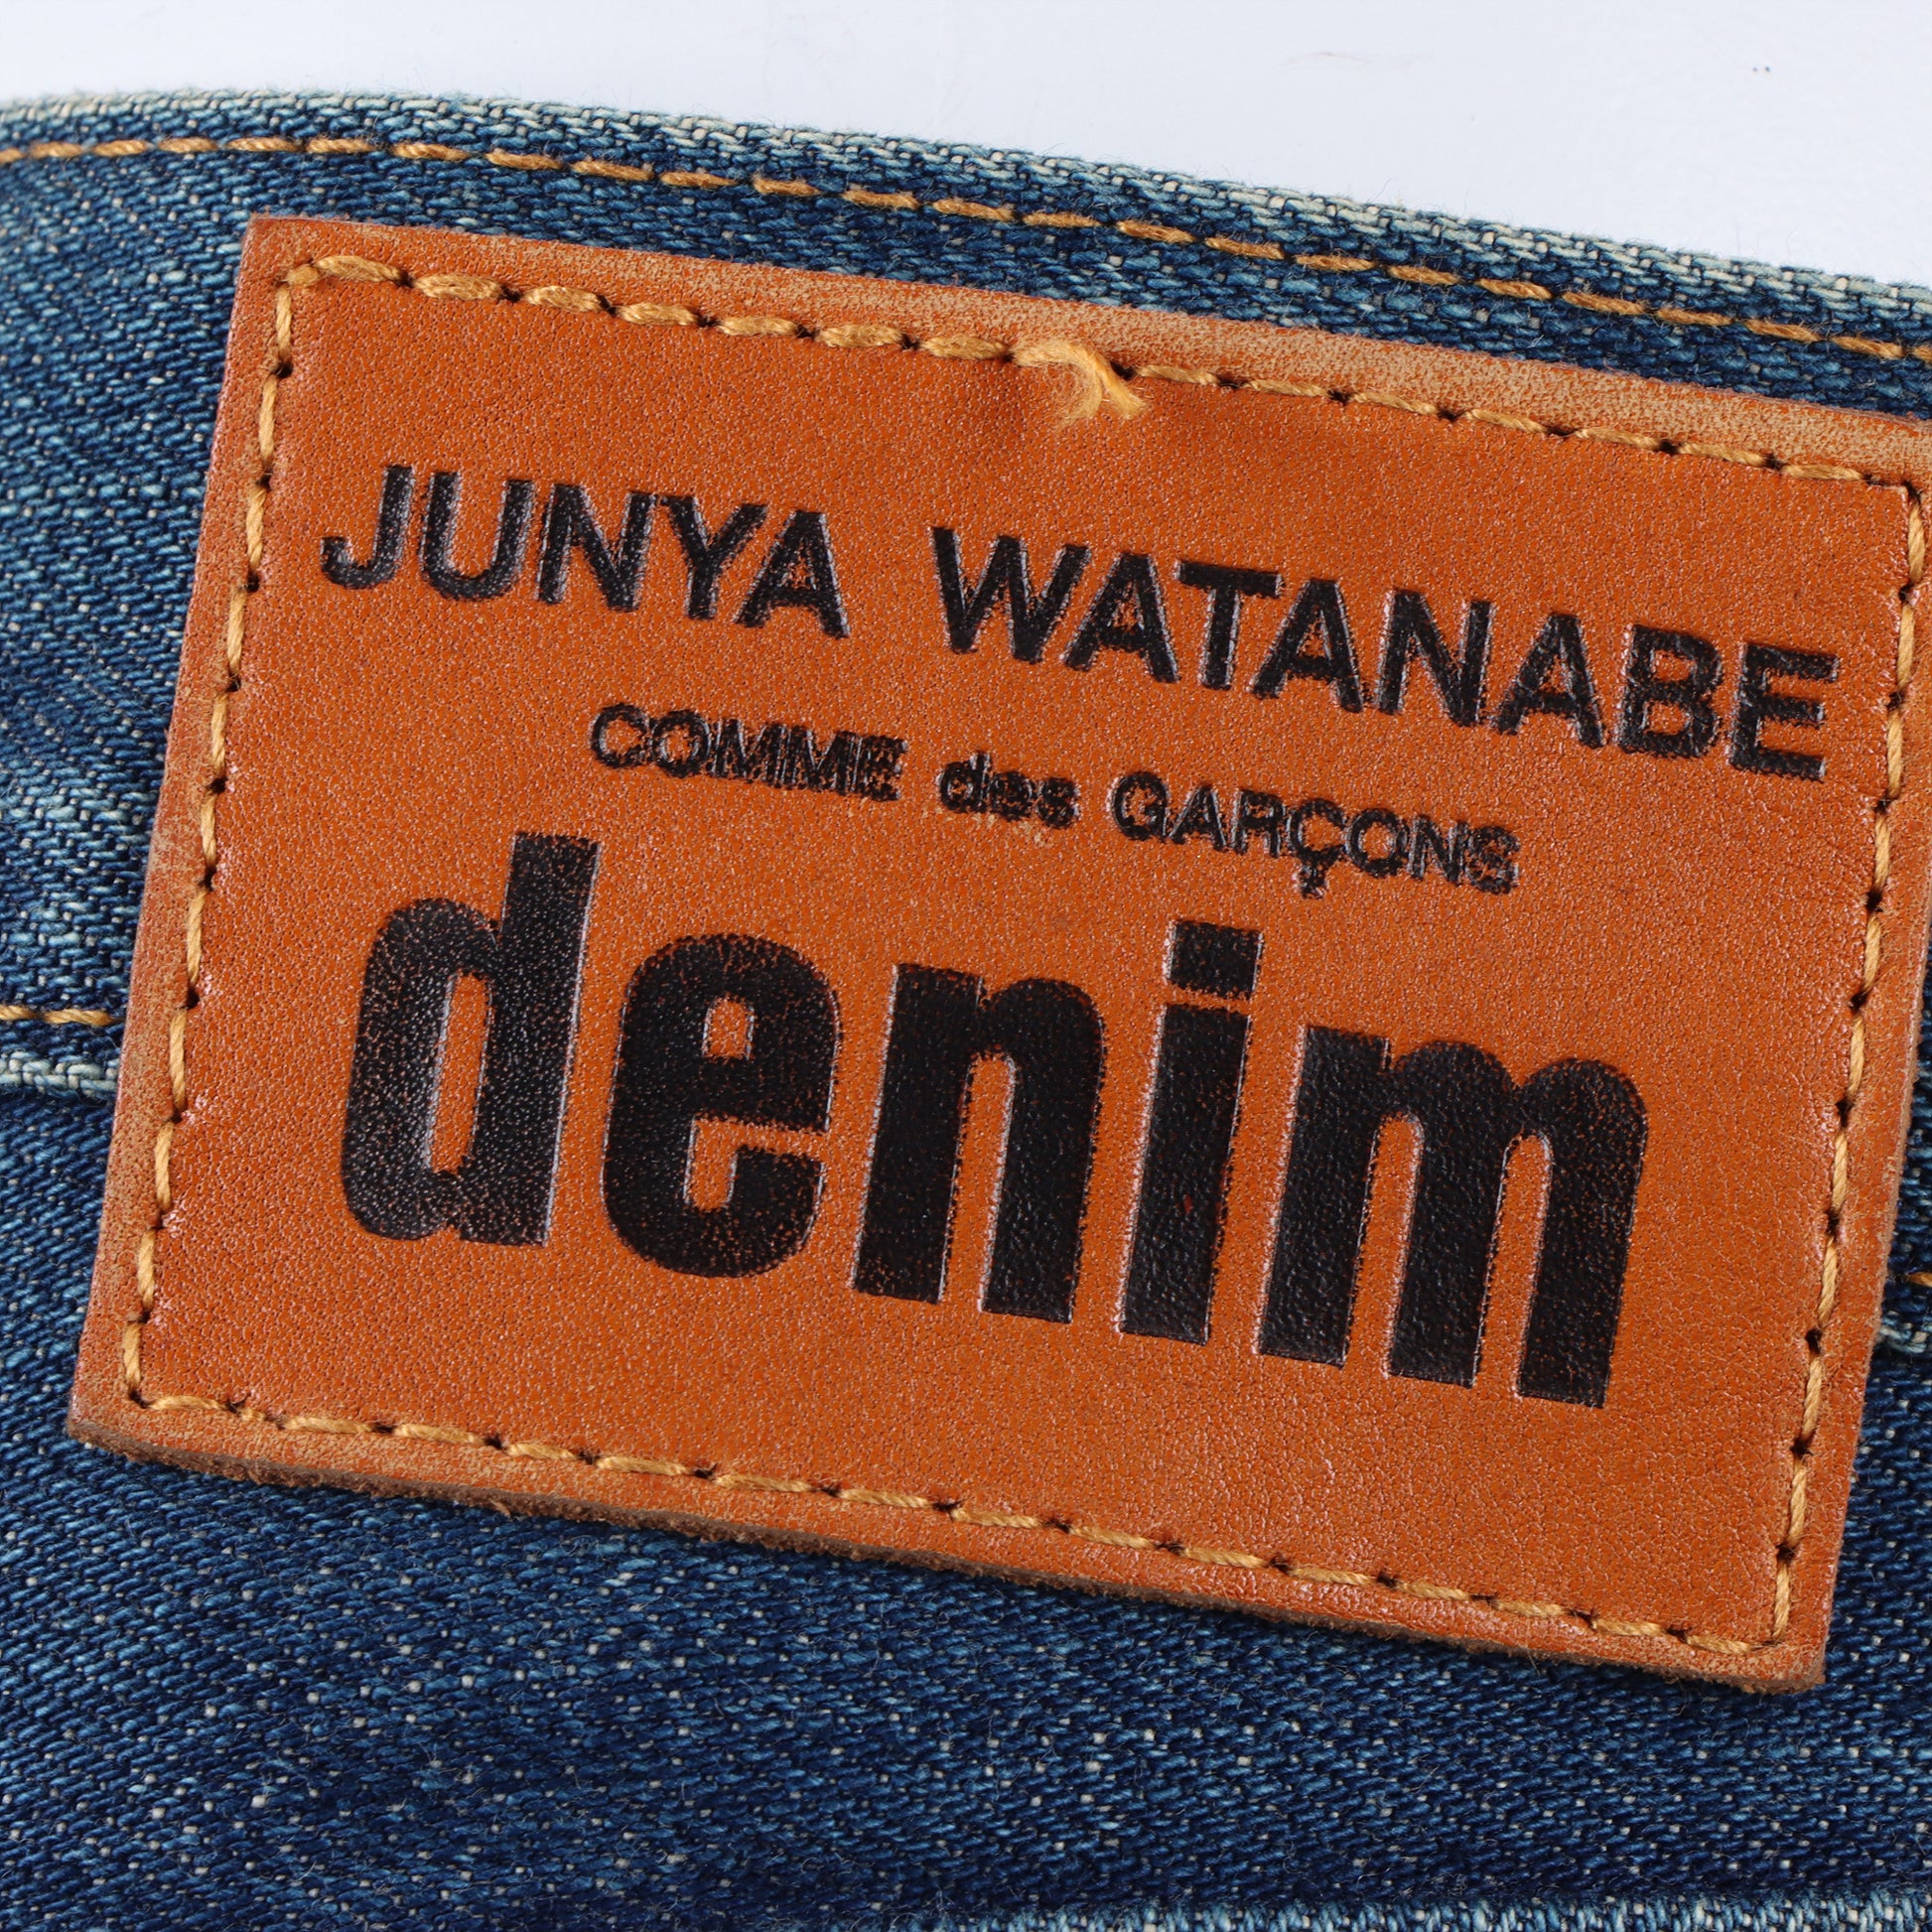 JUNYA WATANABE
COMME des GARÇONS
denim